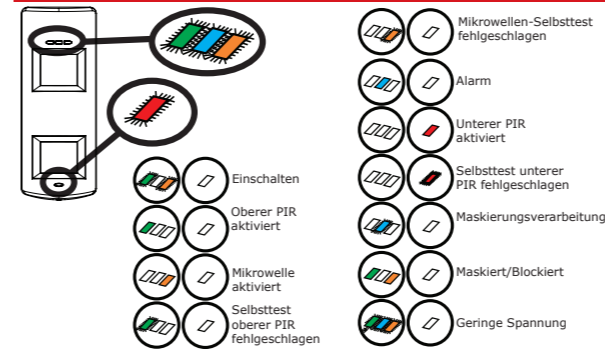 Einschalten
Oberer PIR
aktiviert
Mikrowelle
aktiviert
Selbsttest
oberer PIR
fehlgeschlagen
Mikrowellen-Selbsttest
fehlgeschlagen
Alarm
Unterer PIR
aktiviert
Selbsttest unterer
PIR fehlgeschlagen
Maskierungsverarbeitung
Maskiert/Blockiert
Geringe Spannung